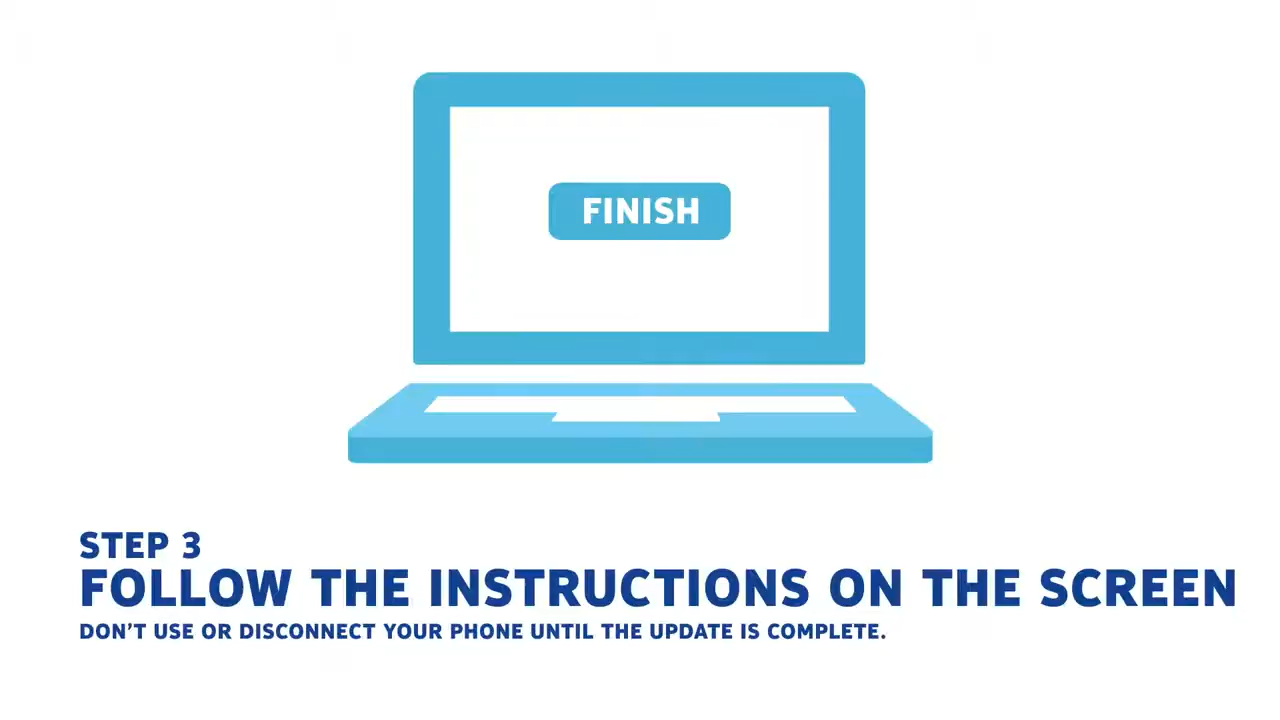 FINISH
STEP 3
FOLLOW THE INSTRUCTIONS ON THE SCREEN
DON'T USE OR DISCONNECT YOUR PHONE UNTIL THE UPDATE IS COMPLETE.